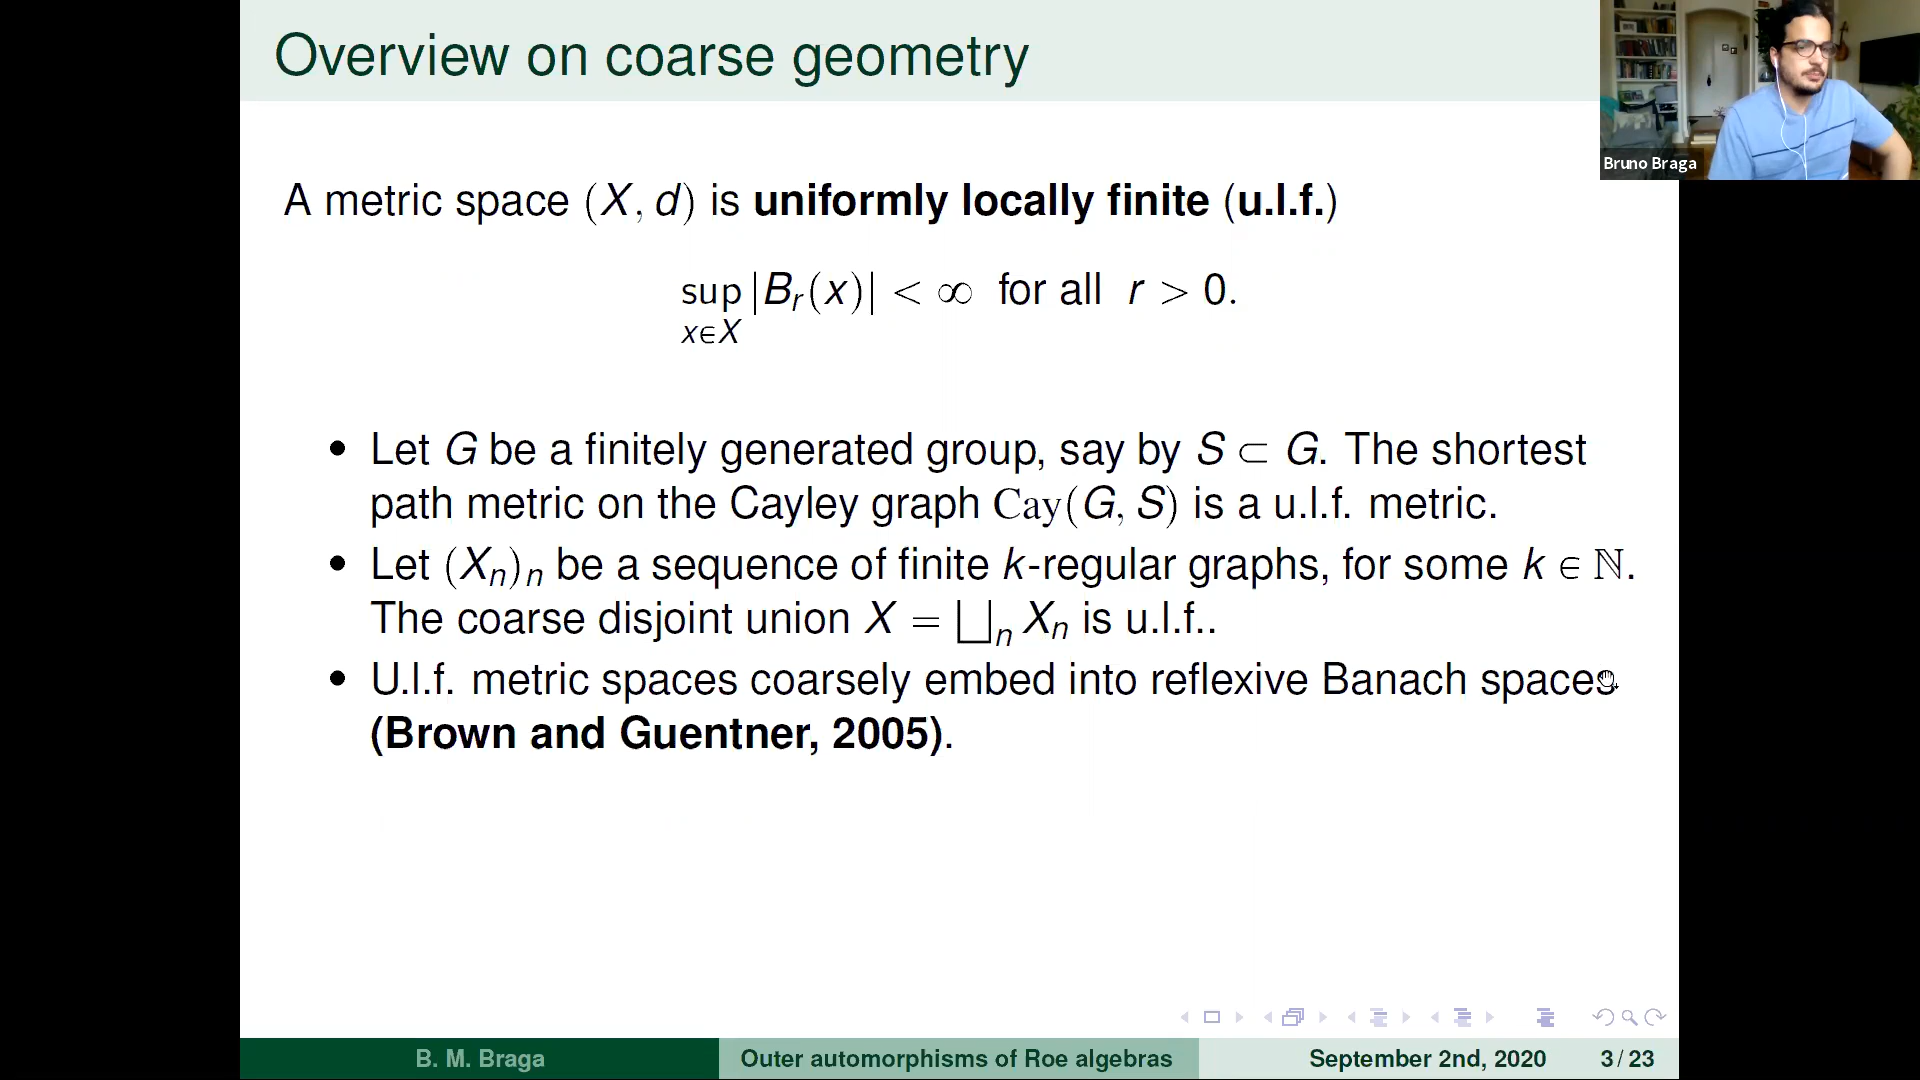 Overview on coarse geometry
Bruno Braga
A metric space (X, d) is uniformly locally finite (u.l.f.)
sup |B_r(x)| < ∞ for all r > 0.
x∈X
• Let G be a finitely generated group, say by S ⊂ G. The shortest
path metric on the Cayley graph Cay(G, S) is a u.l.f. metric.
• Let (X_n)_n be a sequence of finite k-regular graphs, for some k ∈ ℕ.
The coarse disjoint union X = ⨆_n X_n is u.l.f..
• U.l.f. metric spaces coarsely embed into reflexive Banach spaces
(Brown and Guentner, 2005).
B. M. Braga
Outer automorphisms of Roe algebras
September 2nd, 2020
3/23